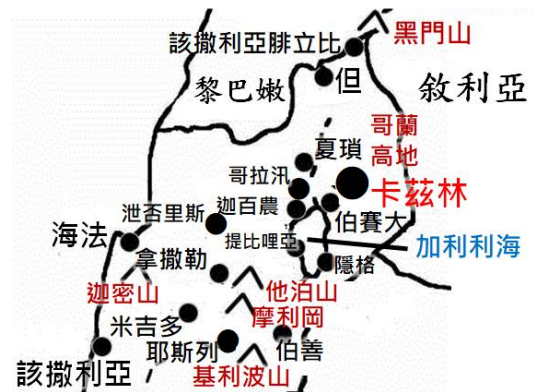 黑門山
該撒利亞腓立比
但
黎巴嫩
敘利亞
哥蘭
高地
夏瑣
哥拉汛
卡茲林
迦百農
伯賽大
泄否里斯
海法
提比哩亞
加利利海
拿撒勒
隱格
迦密山
他泊山
摩利岡
米吉多
耶斯列
伯善
該撒利亞
基利波山